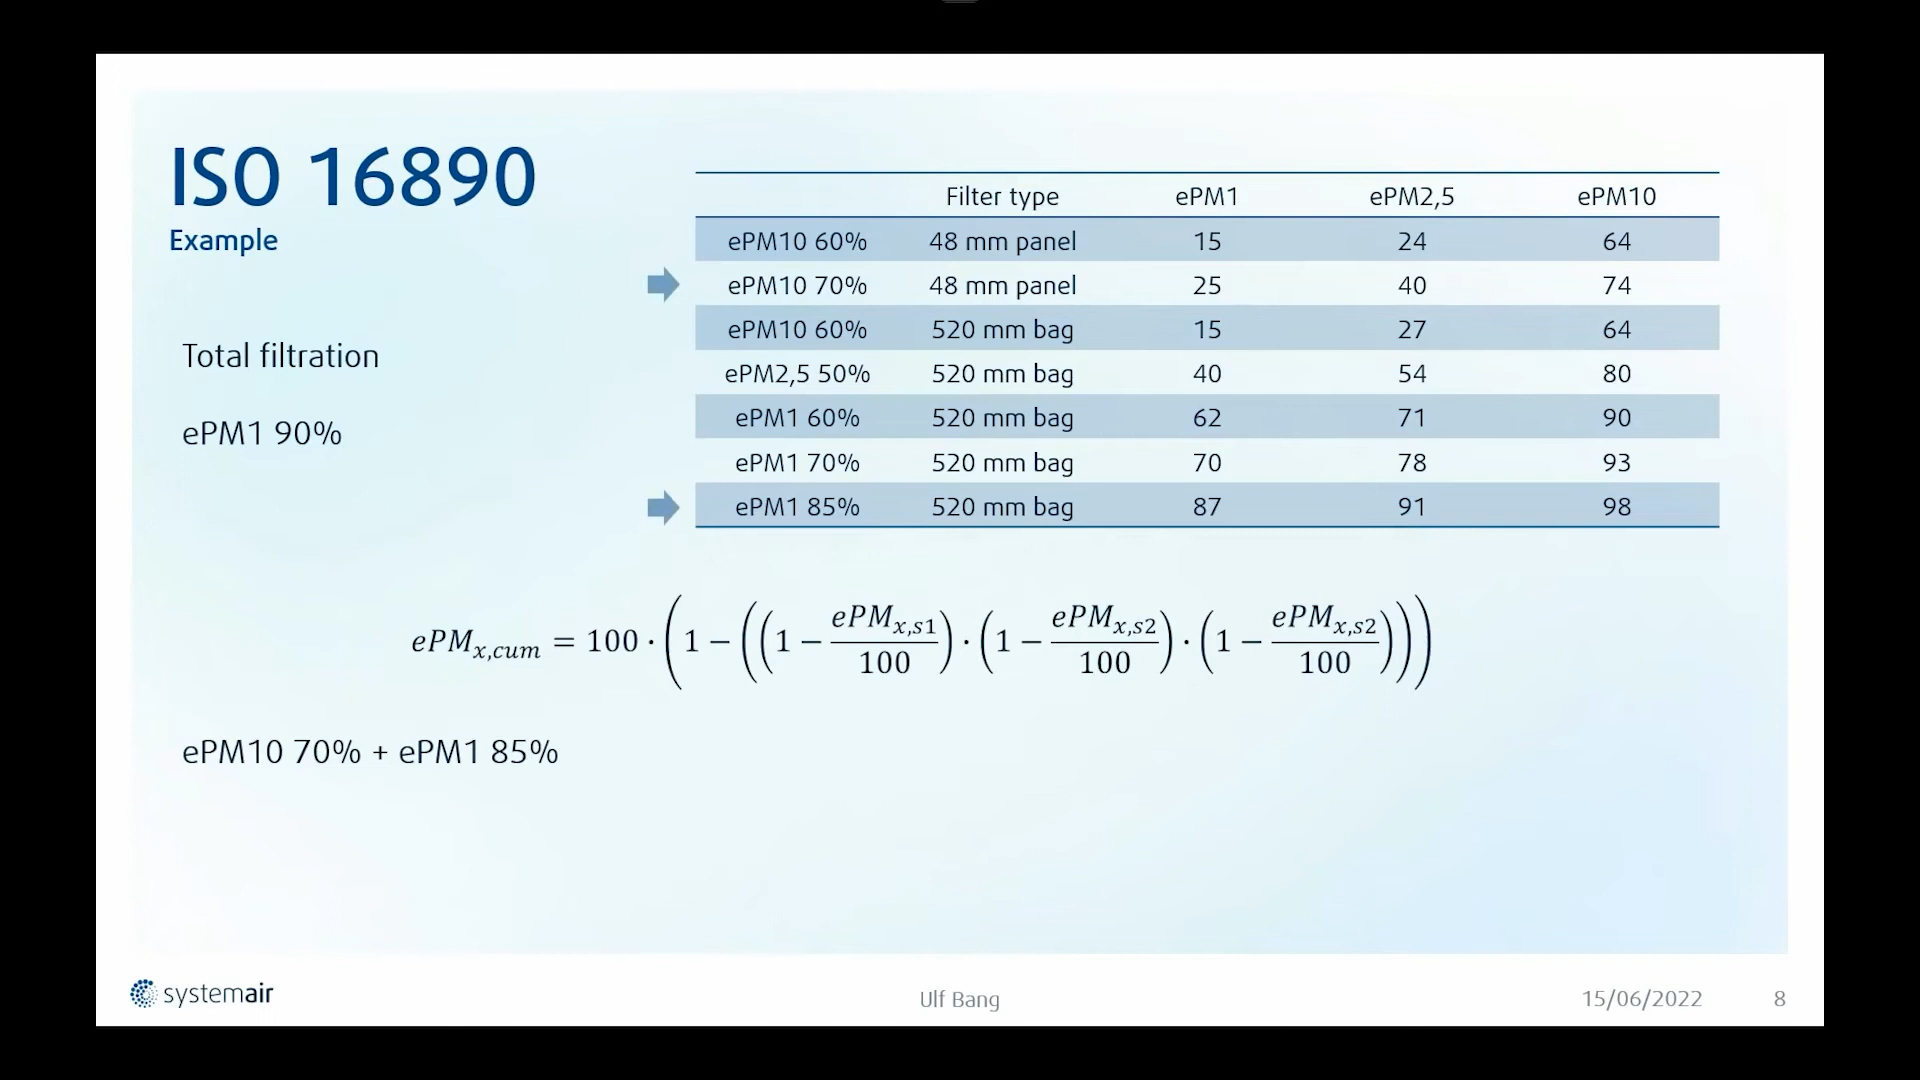 ISO 16890
Example
Total filtration
ePM1 90%
Filter type ePM1 ePM2,5 ePM10
ePM10 60% 48 mm panel 15 24 64
ePM10 70% 48 mm panel 25 40 74
ePM10 60% 520 mm bag 15 27 64
ePM2,5 50% 520 mm bag 40 54 80
ePM1 60% 520 mm bag 62 71 90
ePM1 70% 520 mm bag 70 78 93
ePM1 85% 520 mm bag 87 91 98
ePM_{x,cum} = 100 · (1 − ((1 − ePM_{x,s1}/100) · (1 − ePM_{x,s2}/100) · (1 − ePM_{x,s2}/100)))
ePM10 70% + ePM1 85%
systemair
Ulf Bang
15/06/2022
8